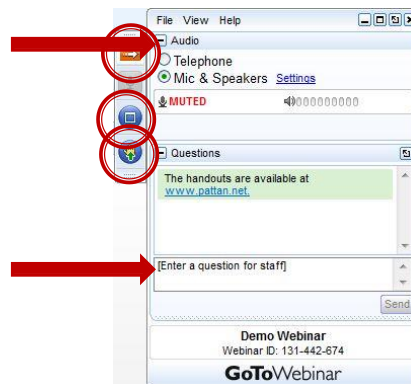 File View Help
Audio
Telephone
Mic & Speakers Settings
MUTED
Questions
The handouts are available at
www.pattan.net.
[Enter a question for staff]
Send
Demo Webinar
Webinar ID: 131-442-674
GoToWebinar